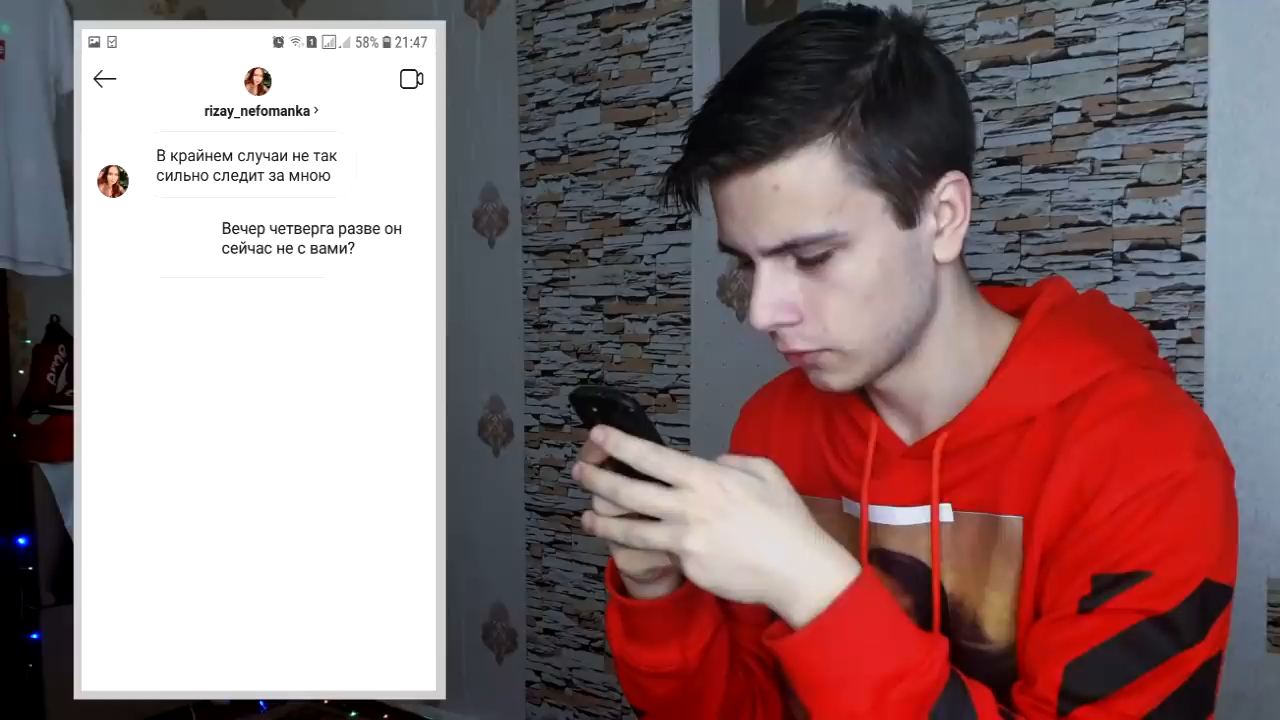 58% 21:47
rizay_nefomanka
В крайнем случаи не так
сильно следит за мною
Вечер четверга разве он
сейчас не с вами?